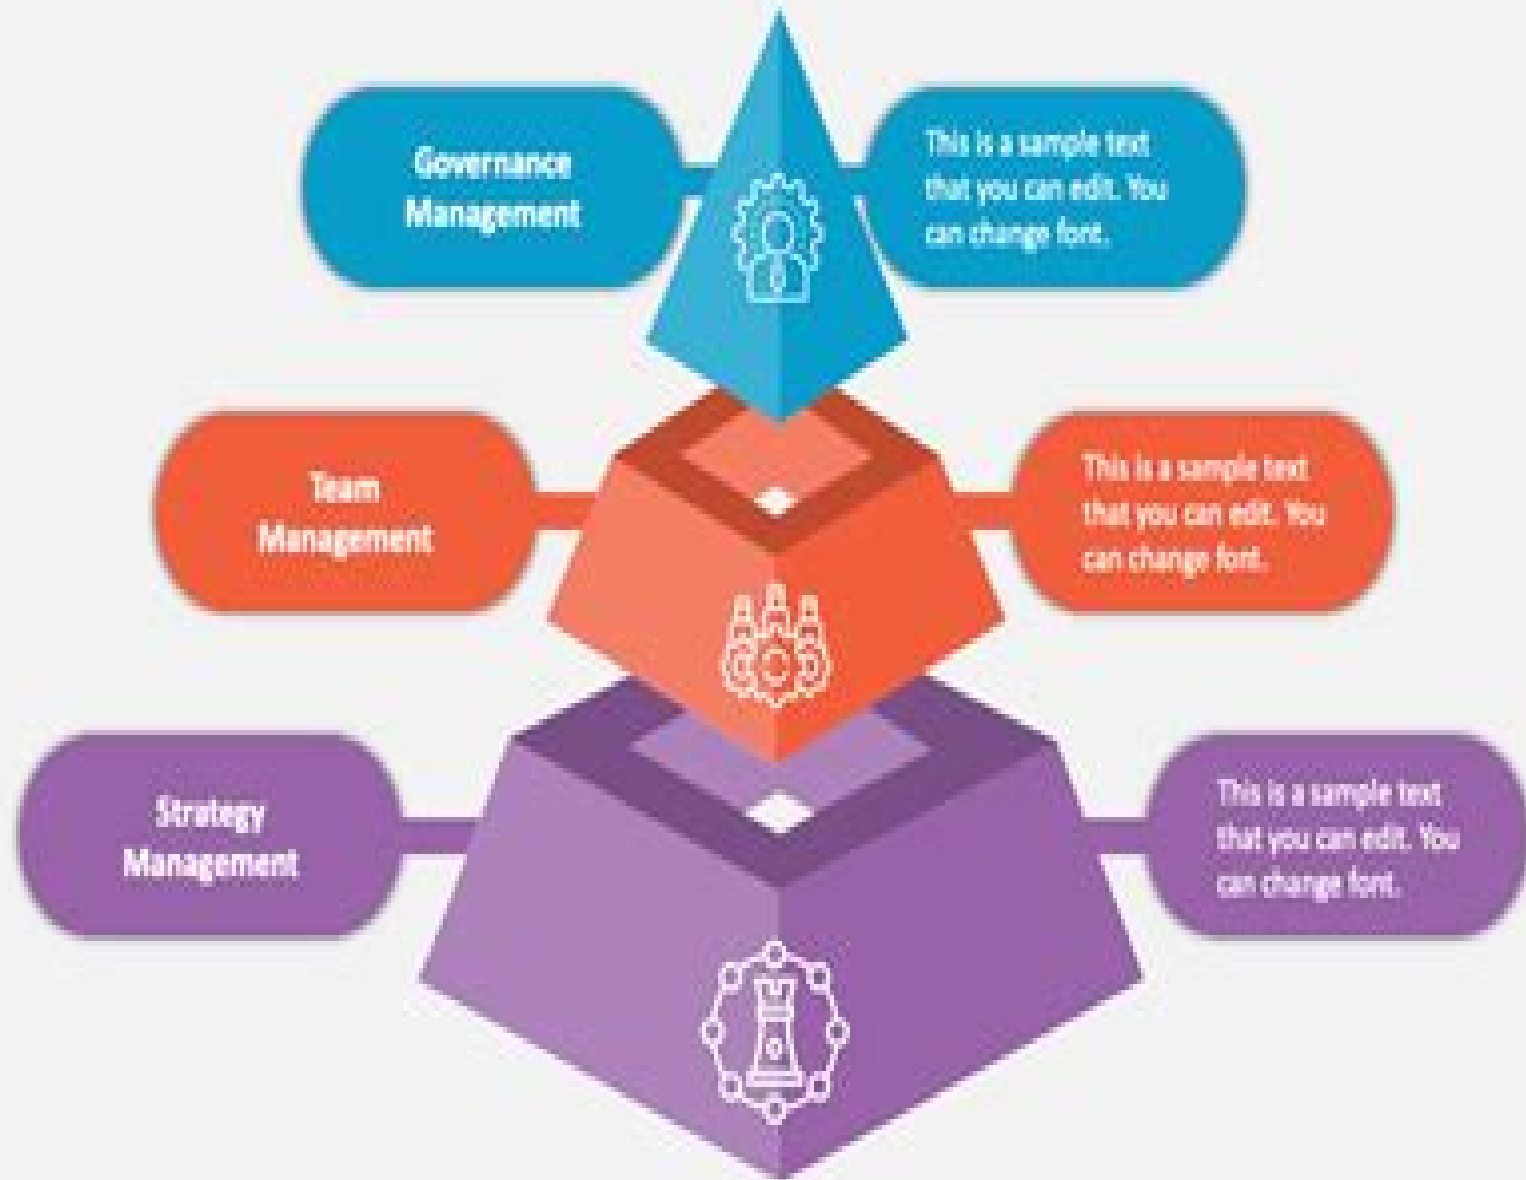 Governance
Management
This is a sample text
that you can edit. You
can change font.
Team
Management
This is a sample text
that you can edit. You
can change font.
Strategy
Management
This is a sample text
that you can edit. You
can change font.